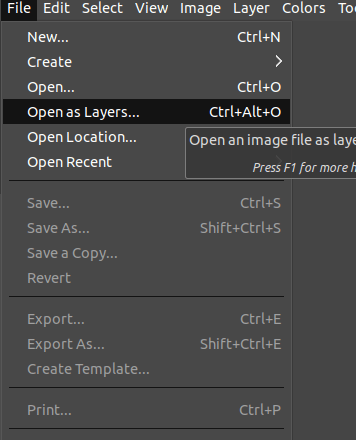 File Edit Select View Image Layer Colors
New... Ctrl+N
Create
Open... Ctrl+O
Open as Layers... Ctrl+Alt+O
Open Location...
Open an image file as
Open Recent
Press F1 for more
Save... Ctrl+S
Save As... Shift+Ctrl+S
Save a Copy...
Revert
Export... Ctrl+E
Export As... Shift+Ctrl+E
Create Template...
Print... Ctrl+P